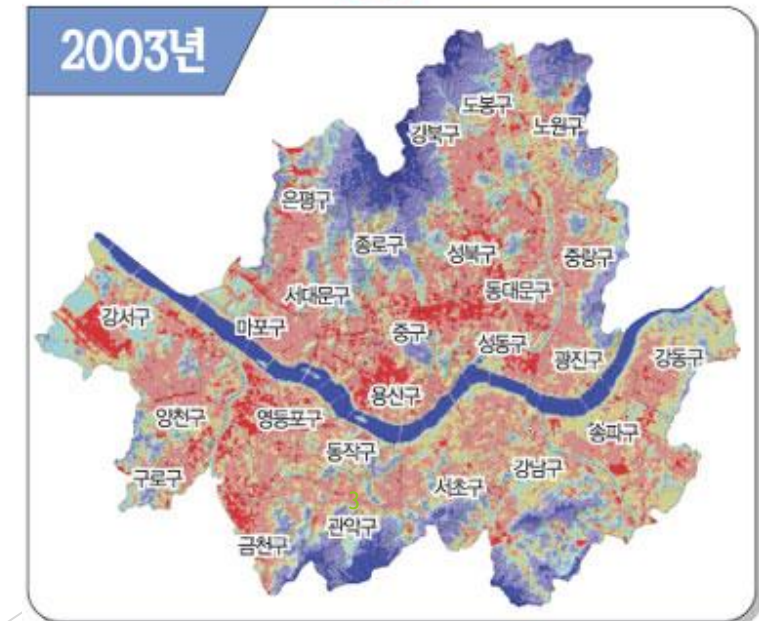 2003년
도봉구
강북구
노원구
은평구
종로구
성북구
중랑구
서대문구
동대문구
강서구
마포구
중구
성동구
광진구
강동구
용산구
양천구
영등포구
송파구
동작구
강남구
구로구
서초구
관악구
금천구